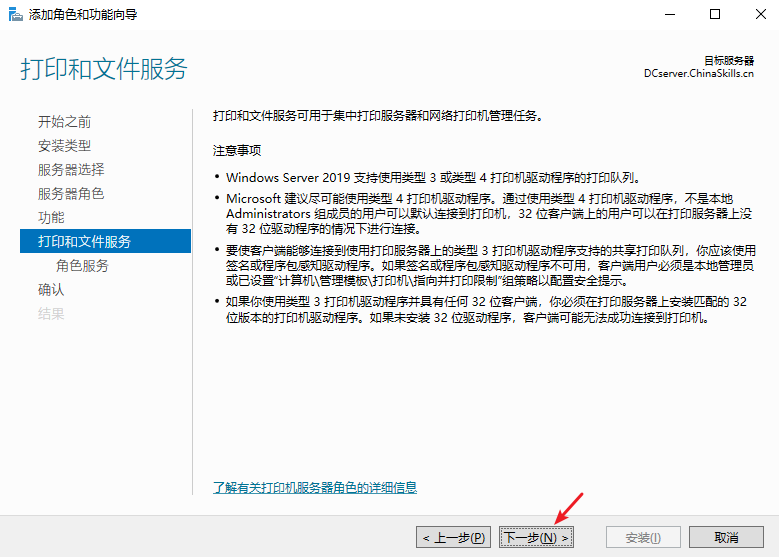 添加角色和功能向导
打印和文件服务
目标服务器
DCserver.ChinaSkills.cn
开始之前
安装类型
服务器选择
服务器角色
功能
打印和文件服务
角色服务
确认
结果
打印和文件服务可用于集中打印服务器和网络打印机管理任务。
注意事项
• Windows Server 2019 支持使用类型 3 或类型 4 打印机驱动程序的打印队列。
• Microsoft 建议尽可能使用类型 4 打印机驱动程序。通过使用类型 4 打印机驱动程序，不是本地
Administrators 组成员的用户可以默认连接到打印机，32 位客户端上的用户可以在打印服务器上没
有 32 位驱动程序的情况下进行连接。
• 要使客户端能够连接到使用打印服务器上的类型 3 打印机驱动程序支持的共享打印队列，你应该使用
签名或程序包感知驱动程序。如果签名或程序包感知驱动程序不可用，客户端用户必须是本地管理员
或已设置“计算机\管理模板\打印机\指向并打印限制”组策略以配置安全提示。
• 如果你使用类型 3 打印机驱动程序并具有任何 32 位客户端，你必须在打印服务器上安装匹配的 32
位版本的打印机驱动程序。如果未安装 32 位驱动程序，客户端可能无法成功连接到打印机。
了解有关打印机服务器角色的详细信息
< 上一步(P)
下一步(N) >
安装(I)
取消